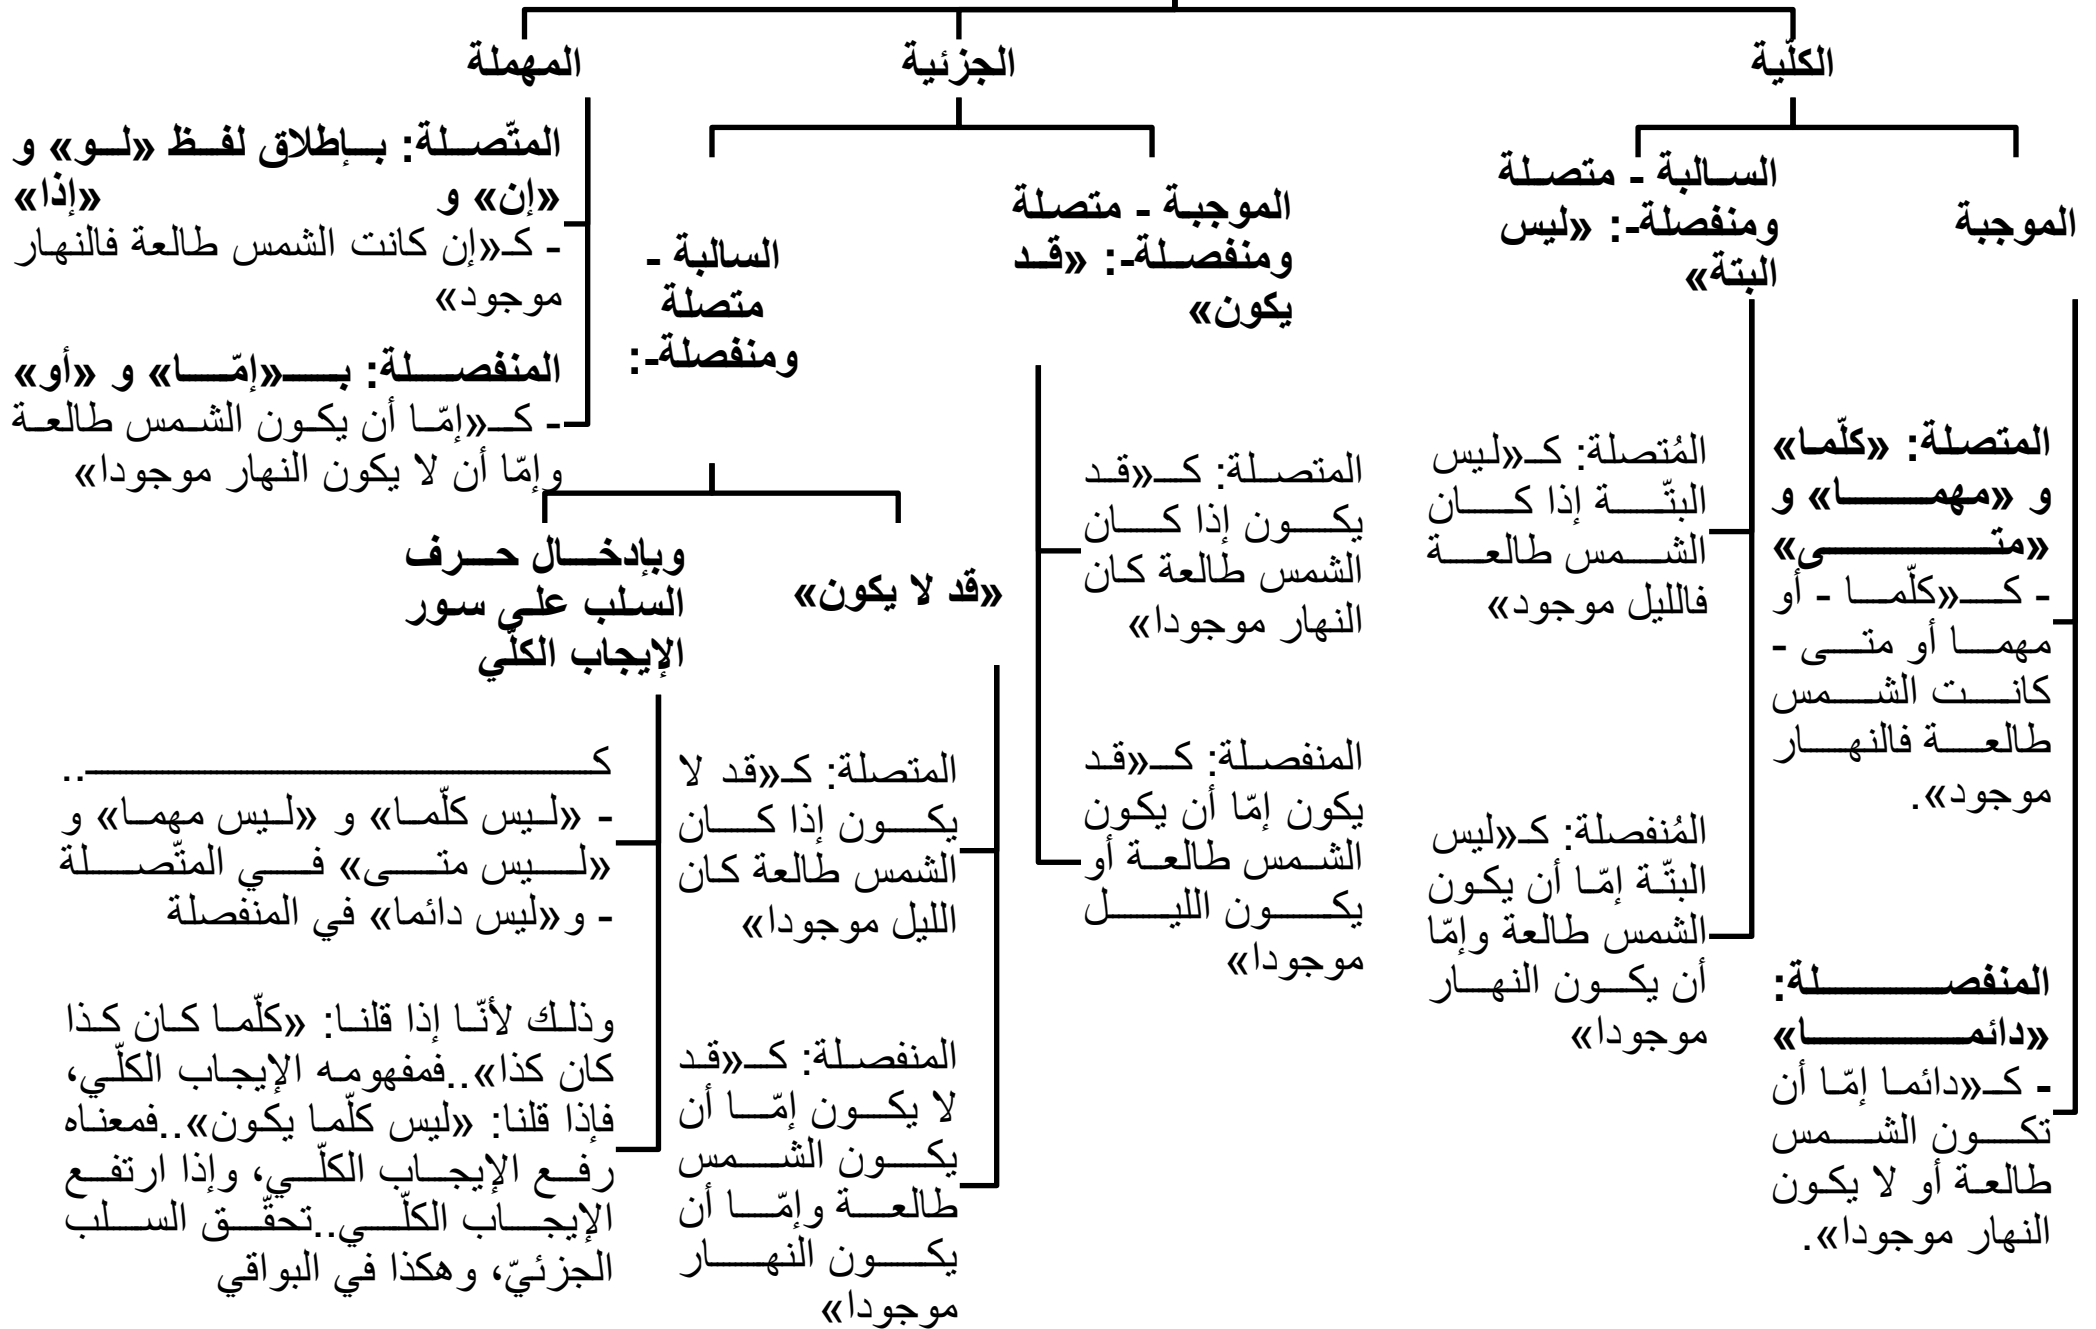 الكلّية
الجزئية
المهملة
الموجبة
المتصلة: «كلّما»
و «مهما» و
«متى»
- كـ«كلّما - أو
مهما أو متى -
كانت الشمس
طالعة فالنهار
موجود».
المنفصلة:
«دائما»
- كـ«دائما إمّا أن
تكون الشمس
طالعة أو لا يكون
النهار موجودا».
السالبة - متصلة
ومنفصلة-: «ليس
البتة»
المُتصلة: كـ«ليس
البتّة إذا كان
الشمس طالعة
فالليل موجود»
المُنفصلة: كـ«ليس
البتّة إمّا أن يكون
الشمس طالعة وإمّا
أن يكون النهار
موجودا»
الموجبة - متصلة
ومنفصلة-: «قد
يكون»
المتصلة: كـ«قد
يكون إذا كان
الشمس طالعة كان
النهار موجودا»
المنفصلة: كـ«قد
يكون إمّا أن يكون
الشمس طالعة أو
يكون الليل
موجودا»
السالبة -
متصلة
ومنفصلة-:
«قد لا يكون»
المتصلة: كـ«قد لا
يكون إذا كان
الشمس طالعة كان
الليل موجودا»
المنفصلة: كـ«قد
لا يكون إمّا أن
يكون الشمس
طالعة وإمّا أن
يكون النهار
موجودا»
وبإدخال حرف
السلب على سور
الإيجاب الكلّي
كـ..
- «ليس كلّما» و «ليس مهما» و
«ليس متى» في المتّصلة
- و«ليس دائما» في المنفصلة
وذلك لأنّا إذا قلنا: «كلّما كان كذا
كان كذا»..فمفهومه الإيجاب الكلّي،
فإذا قلنا: «ليس كلّما يكون»..فمعناه
رفع الإيجاب الكلّي، وإذا ارتفع
الإيجاب الكلّي..تحقّق السلب
الجزئيّ، وهكذا في البواقي
المتّصلة: بإطلاق لفظ «لو» و
«إن» و «إذا»
- كـ«إن كانت الشمس طالعة فالنهار
موجود»
المنفصلة: بـ«إمّا» و «أو»
- كـ«إمّا أن يكون الشمس طالعة
وإمّا أن لا يكون النهار موجودا»